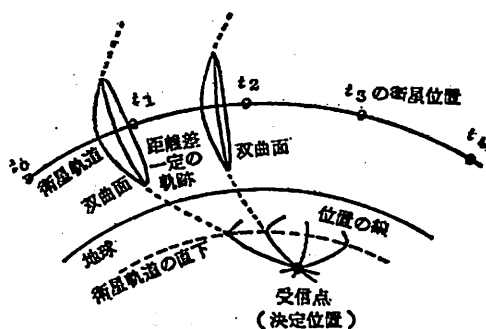 t0
t1
t2
t3の衛星位置
t4
衛星軌道
双曲面
距離差
一定の
軌跡
双曲面
地球
衛星軌道の直下
位置の線
受信点
(決定位置)